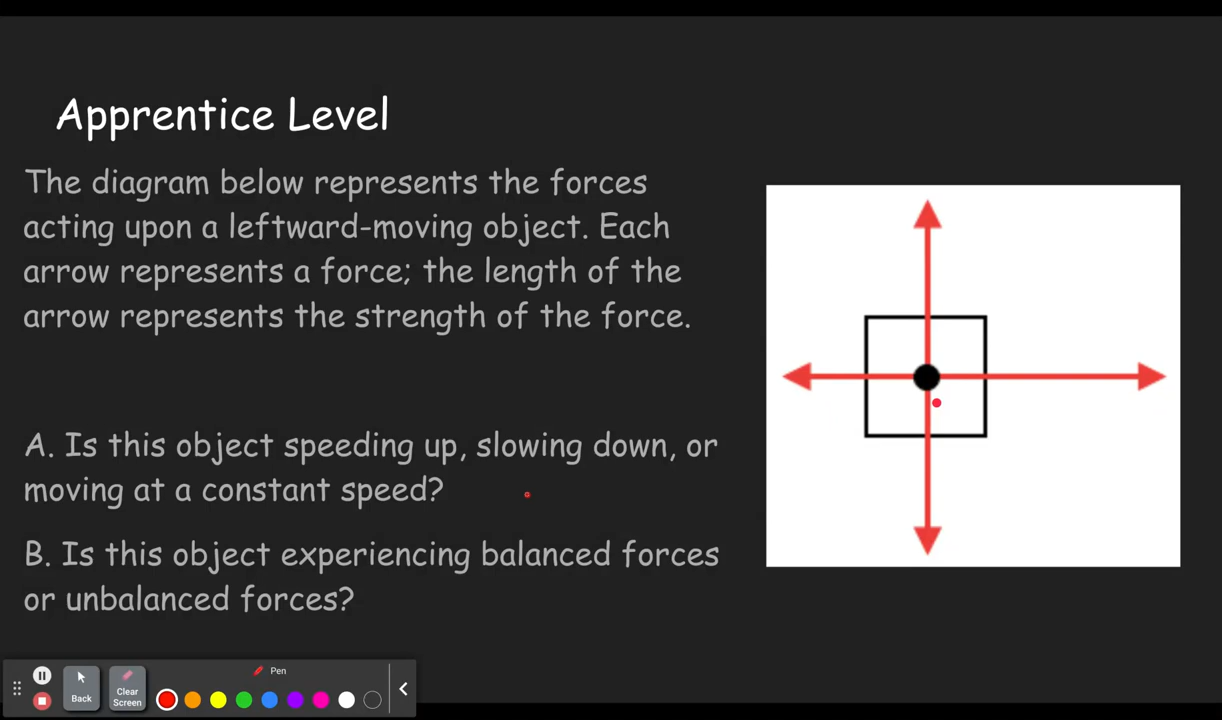 Apprentice Level
The diagram below represents the forces
acting upon a leftward-moving object. Each
arrow represents a force; the length of the
arrow represents the strength of the force.
A. Is this object speeding up, slowing down, or
moving at a constant speed?
B. Is this object experiencing balanced forces
or unbalanced forces?
Pen
Back
Clear
Screen